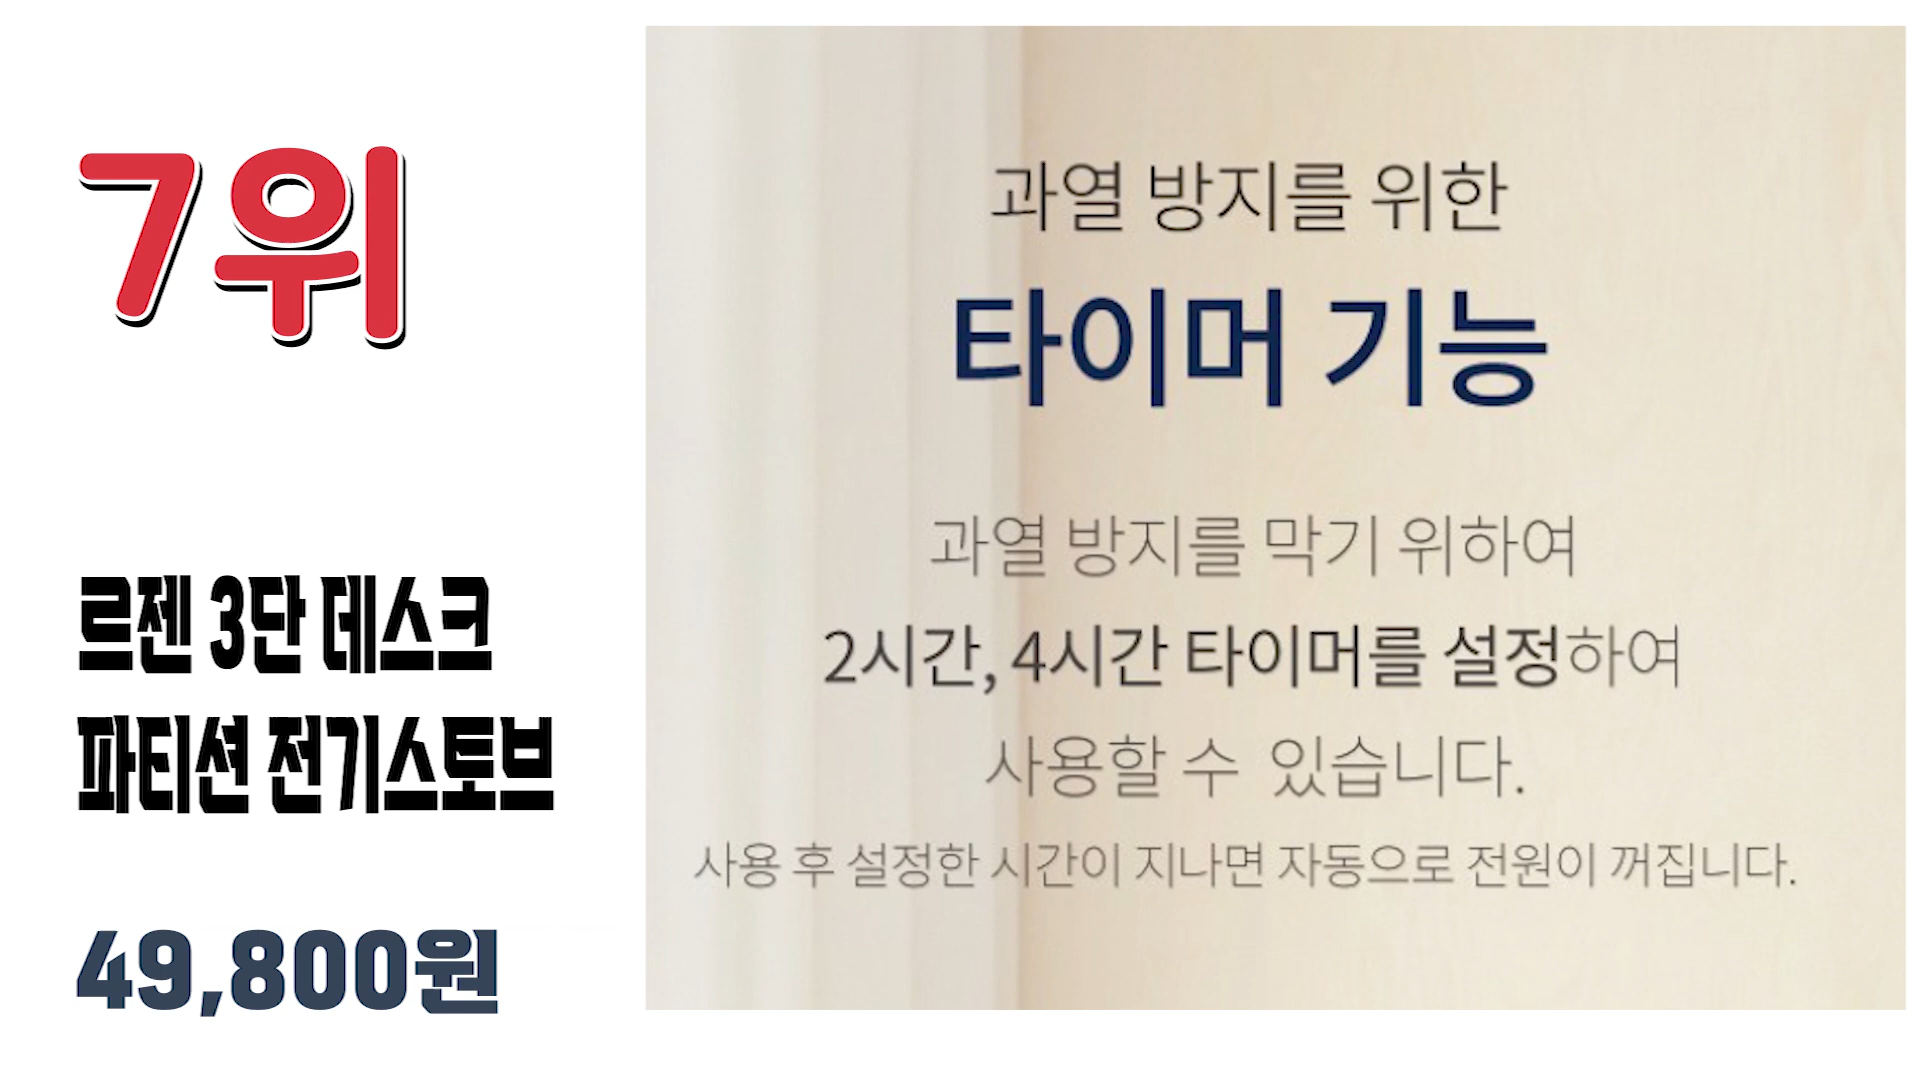 7위
르젠 3단 데스크
파티션 전기스토브
49,800원
과열 방지를 위한
타이머 기능
과열 방지를 막기 위하여
2시간, 4시간 타이머를 설정하여
사용할 수 있습니다.
사용 후 설정한 시간이 지나면 자동으로 전원이 꺼집니다.